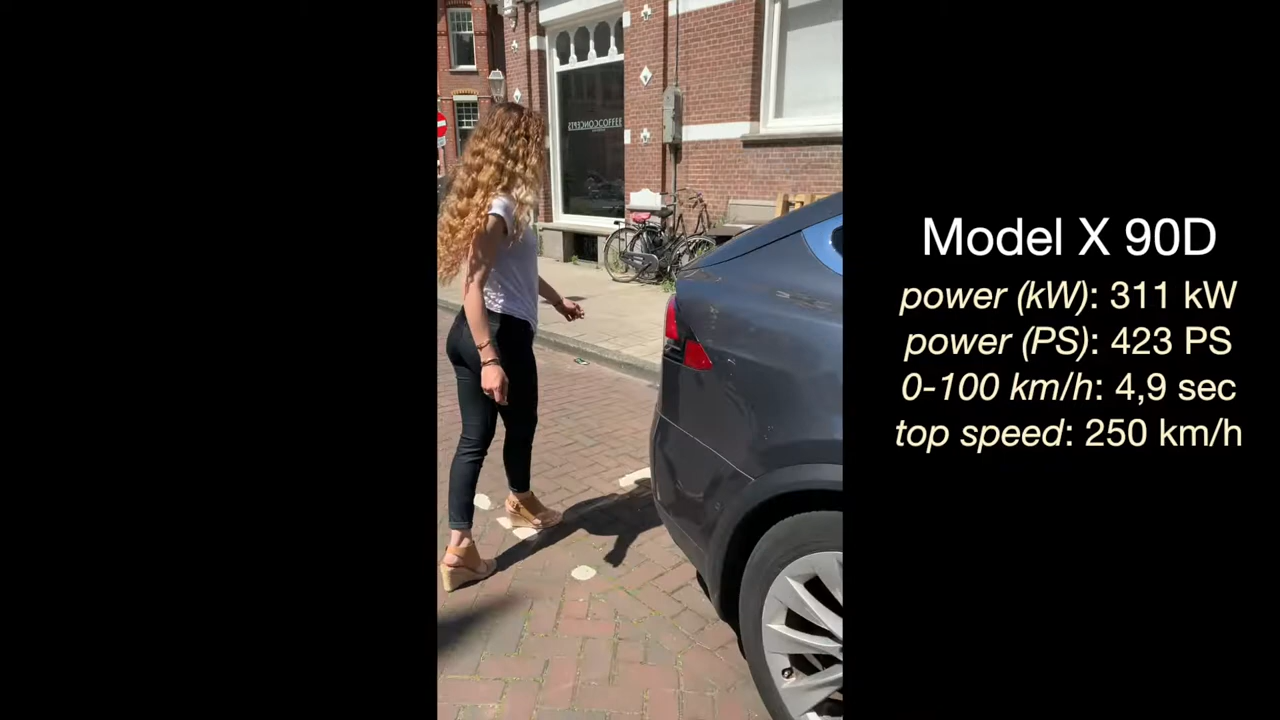 Model X 90D
power (kW): 311 kW
power (PS): 423 PS
0-100 km/h: 4,9 sec
top speed: 250 km/h